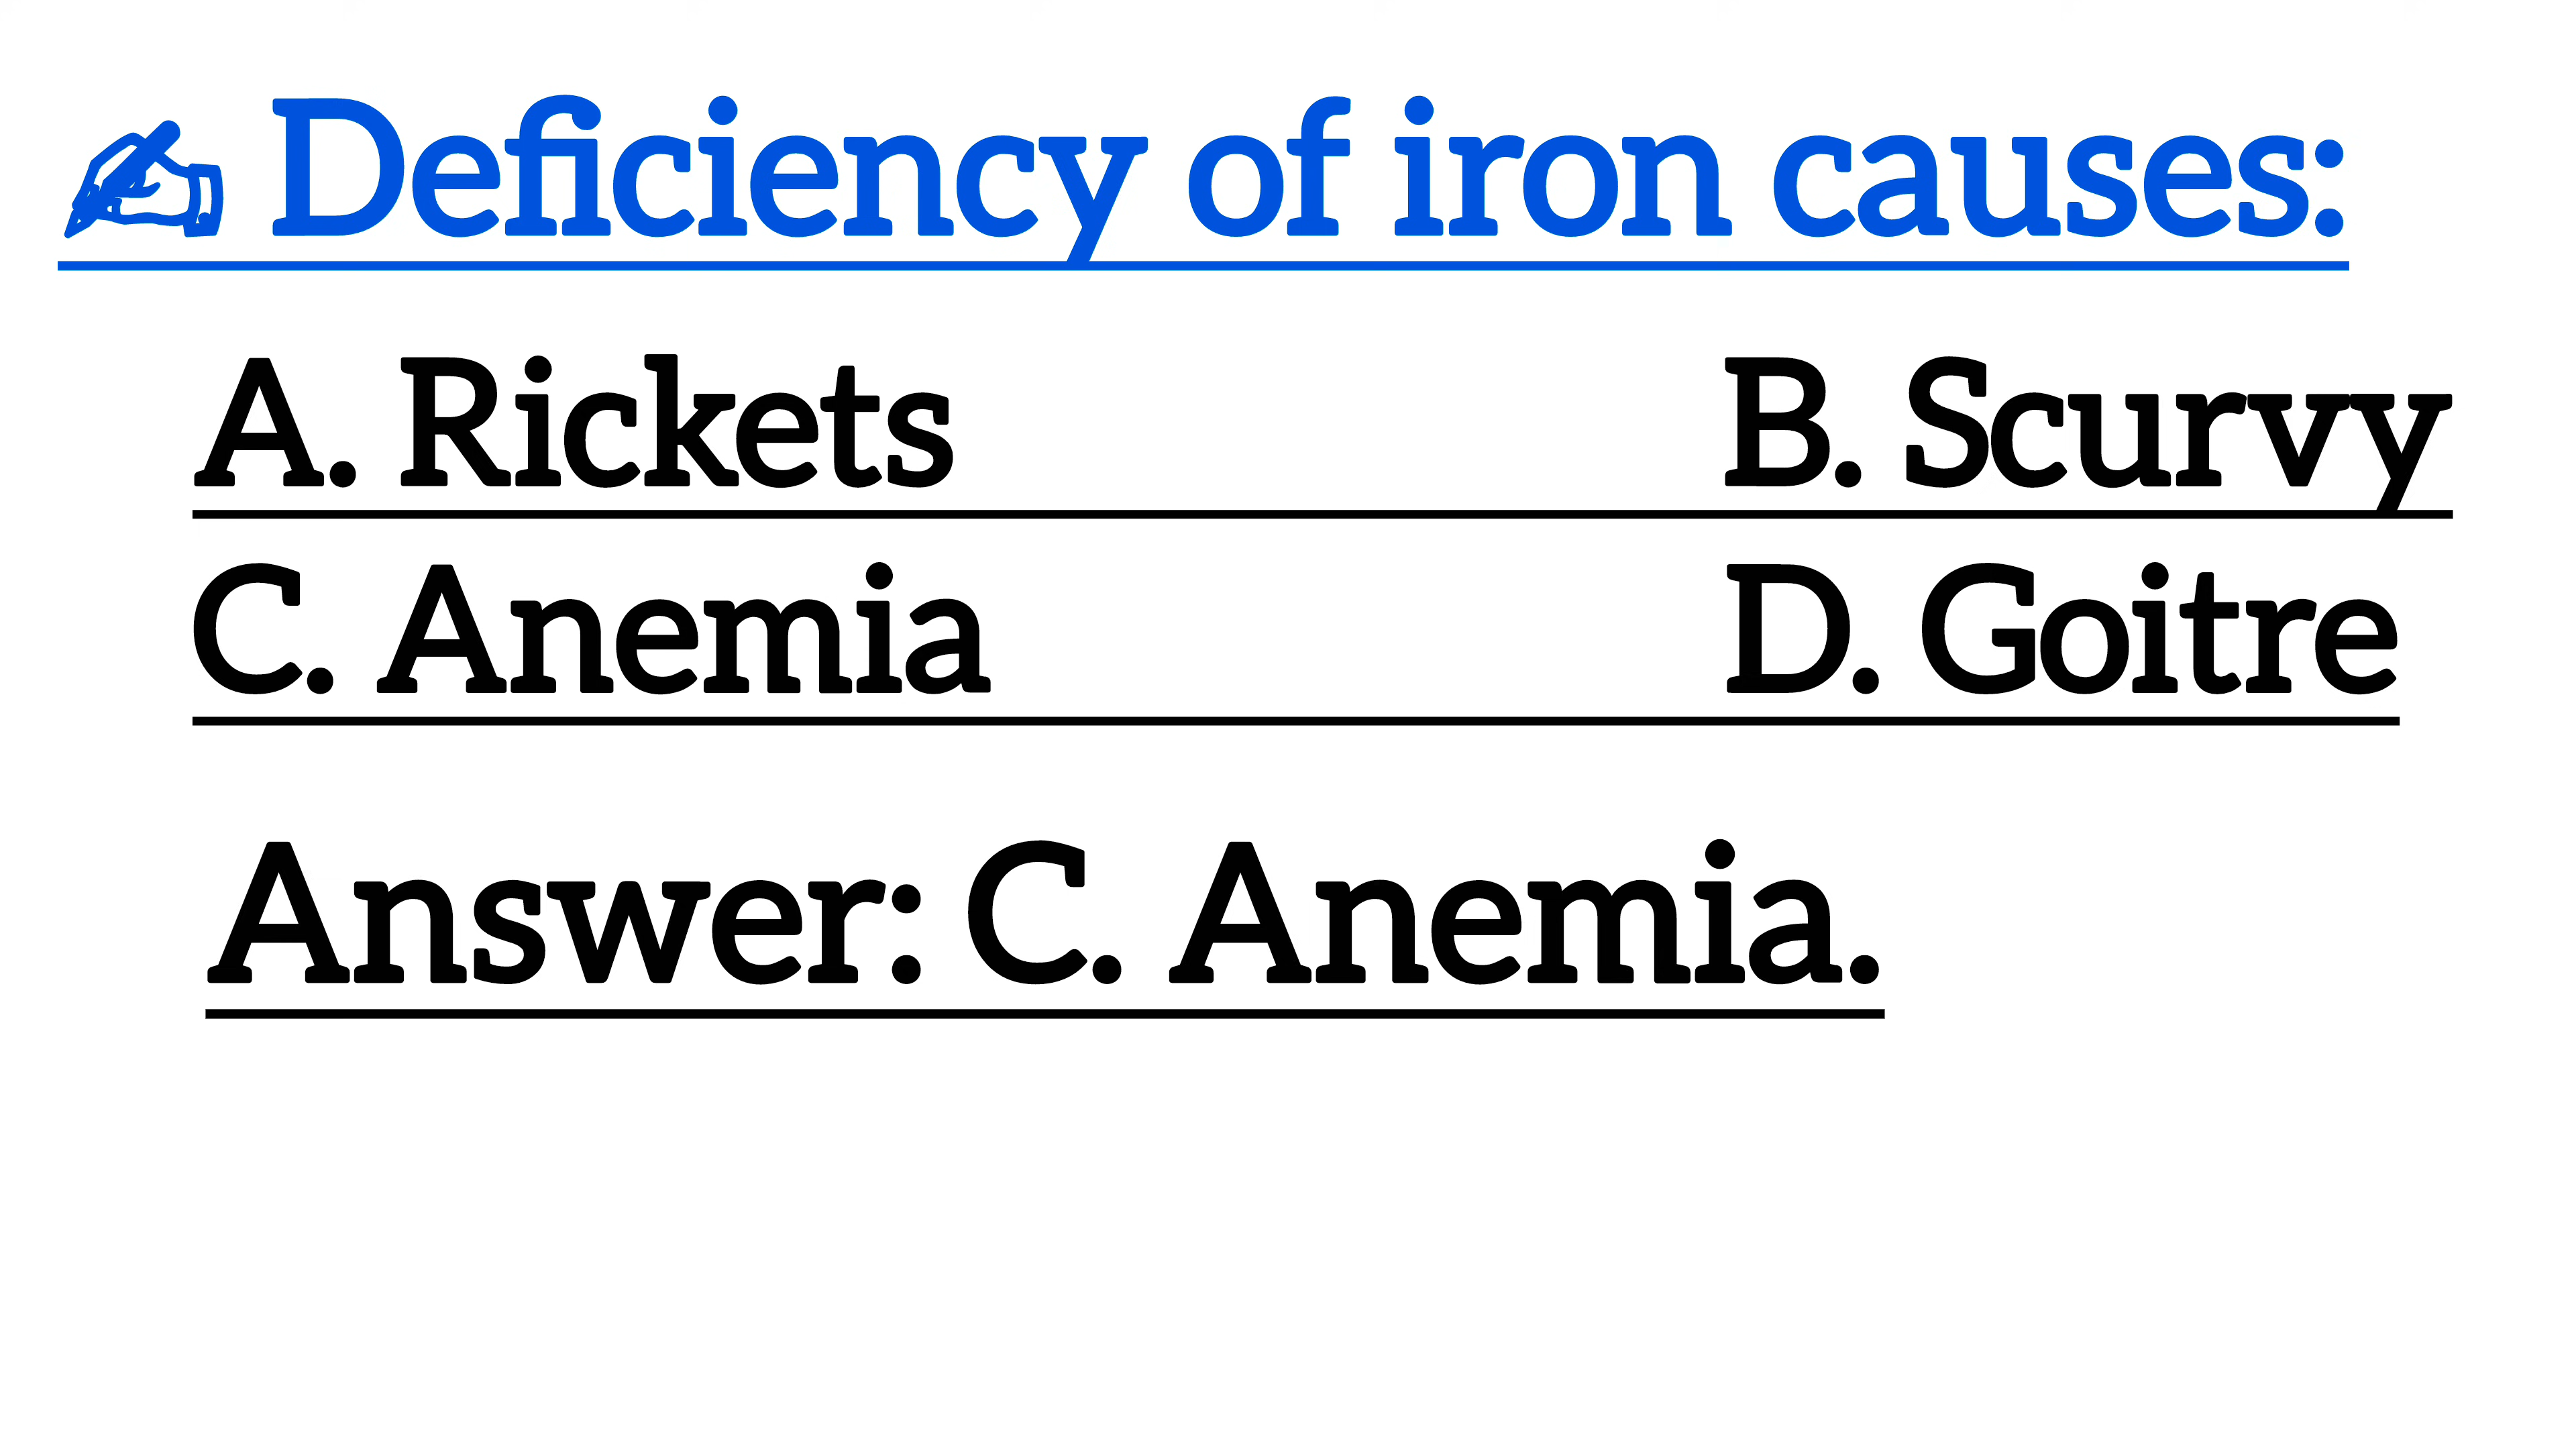 ✍ Deficiency of iron causes:
A. Rickets B. Scurvy
C. Anemia D. Goitre
Answer: C. Anemia.